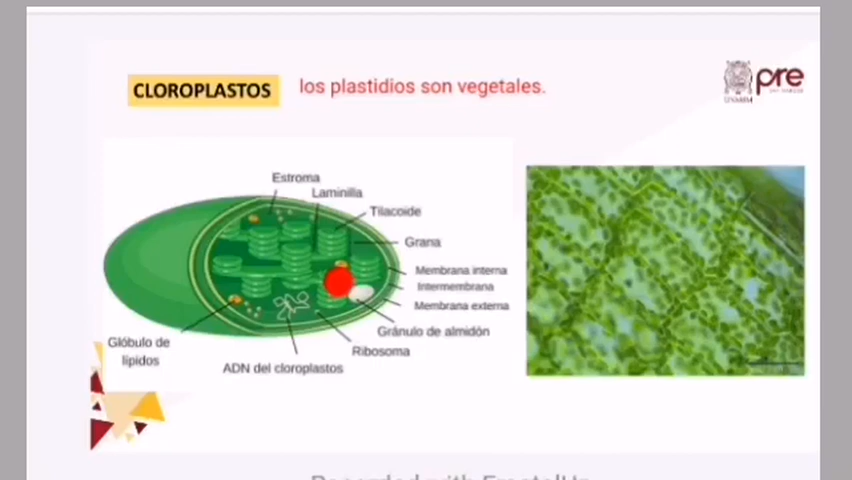 CLOROPLASTOS
los plastidios son vegetales.
pre
Estroma
Laminilla
Tilacoide
Grana
Membrana interna
Intermembrana
Membrana externa
Gránulo de almidón
Ribosoma
ADN del cloroplastos
Glóbulo de
lípidos